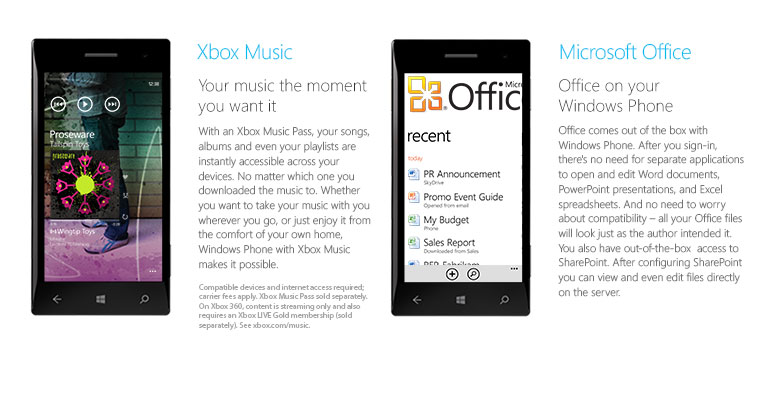 Xbox Music
Your music the moment
you want it
With an Xbox Music Pass, your songs,
albums and even your playlists are
instantly accessible across your
devices. No matter which one you
downloaded the music to. Whether
you want to take your music with you
wherever you go, or just enjoy it from
the comfort of your own home,
Windows Phone with Xbox Music
makes it possible.
Compatible devices and internet access required;
carrier fees apply. Xbox Music Pass sold separately.
On Xbox 360, content is streaming only and also
requires an Xbox LIVE Gold membership (sold
separately). See xbox.com/music.
12:38
Proseware
Tailspin Toys
proseware
Wingtip Toys
Microsoft Office
Office on your
Windows Phone
Office comes out of the box with
Windows Phone. After you sign-in,
there's no need for separate applications
to open and edit Word documents,
PowerPoint presentations, and Excel
spreadsheets. And no need to worry
about compatibility – all your Office files
will look just as the author intended it.
You also have out-of-the-box access to
SharePoint. After configuring SharePoint
you can view and even edit files directly
on the server.
Micr
Offic
recent
today
PR Announcement
SkyDrive
Promo Event Guide
Opened from email
My Budget
Phone
Sales Report
Downloaded from Sales